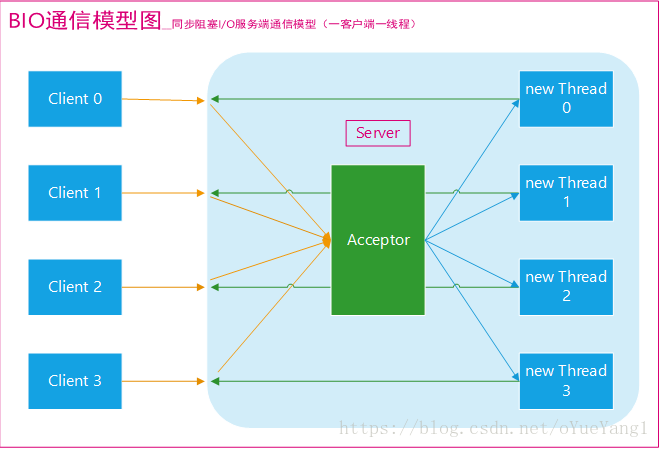 BIO通信模型图_同步阻塞I/O服务端通信模型（一客户端一线程）
Client 0
new Thread
0
Server
Client 1
new Thread
1
Acceptor
Client 2
new Thread
2
Client 3
new Thread
3
https://blog.csdn.net/oYueYang1